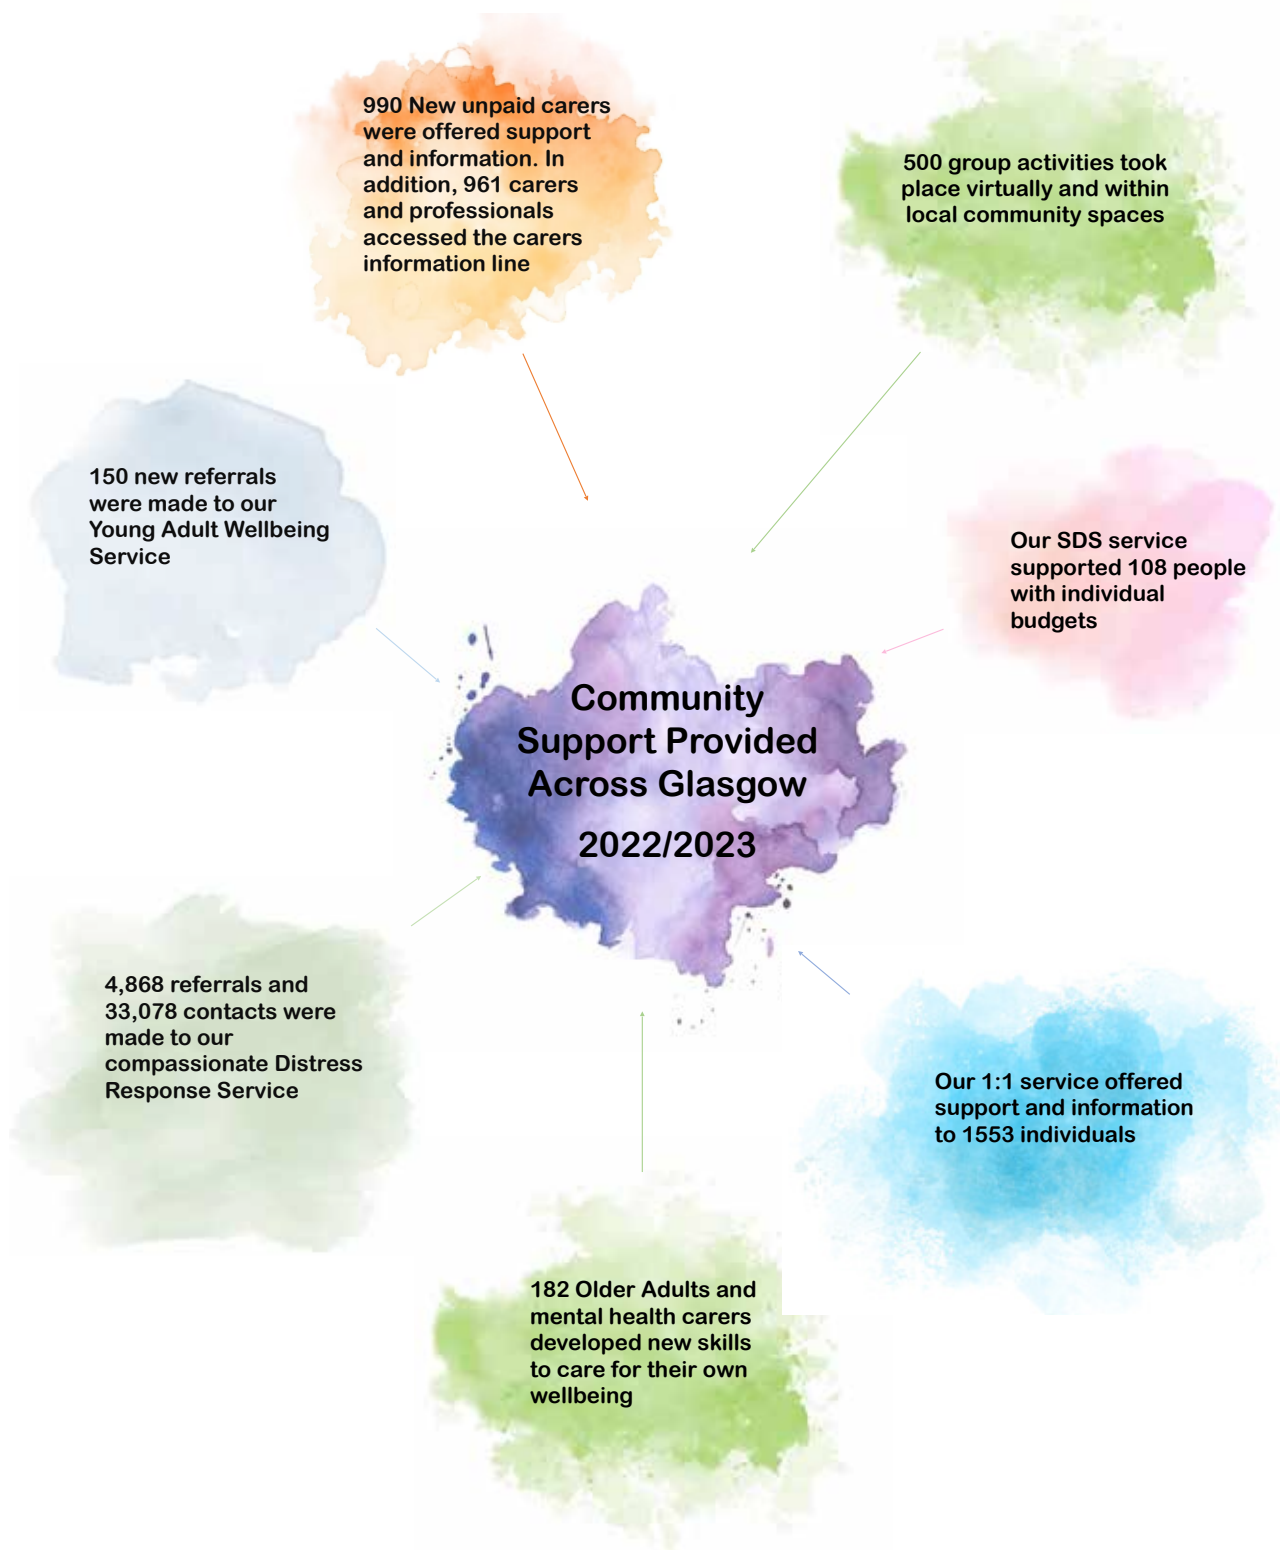 990 New unpaid carers
were offered support
and information. In
addition, 961 carers
and professionals
accessed the carers
information line
500 group activities took
place virtually and within
local community spaces
150 new referrals
were made to our
Young Adult Wellbeing
Service
Our SDS service
supported 108 people
with individual
budgets
Community
Support Provided
Across Glasgow
2022/2023
4,868 referrals and
33,078 contacts were
made to our
compassionate Distress
Response Service
Our 1:1 service offered
support and information
to 1553 individuals
182 Older Adults and
mental health carers
developed new skills
to care for their own
wellbeing